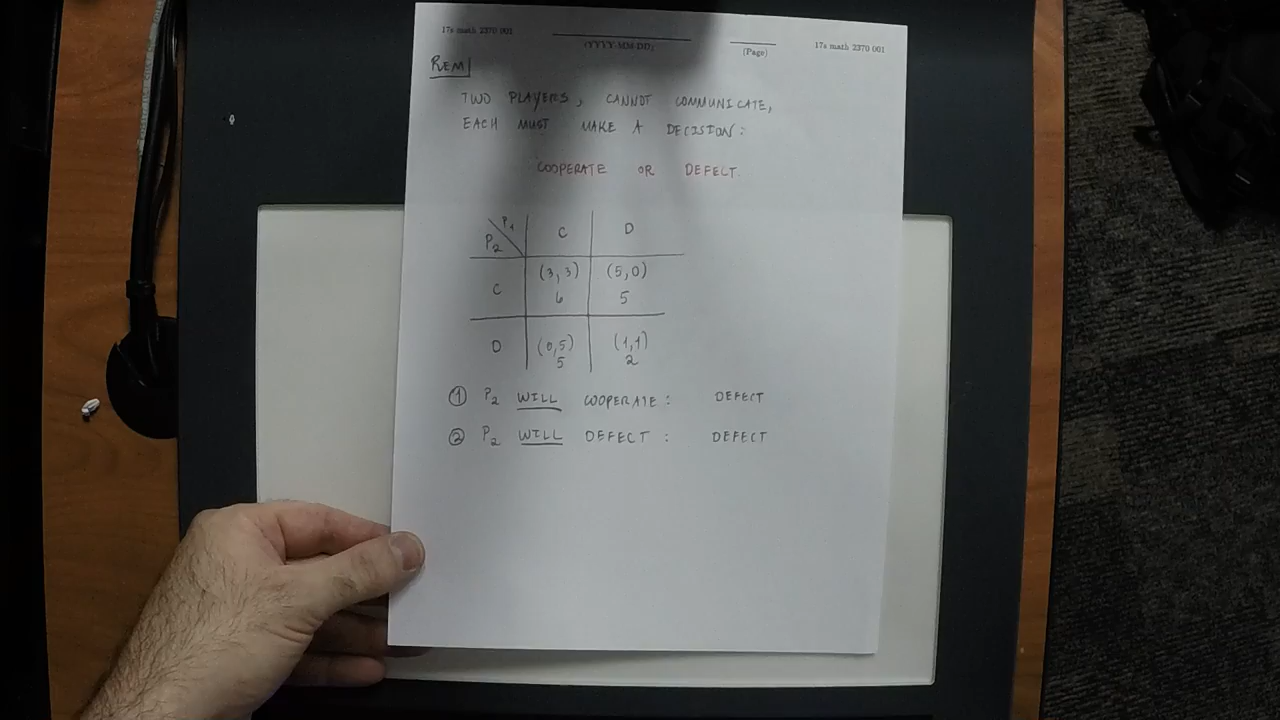 17s math 2370 001 (YYYY-MM-DD) (Page) 17s math 2370 001
REM
TWO PLAYERS, CANNOT COMMUNICATE,
EACH MUST MAKE A DECISION:
COOPERATE OR DEFECT.
P1 C D
P2
C (3,3) (5,0)
6 5
D (0,5) (1,1)
5 2
① P2 WILL COOPERATE: DEFECT
② P2 WILL DEFECT: DEFECT